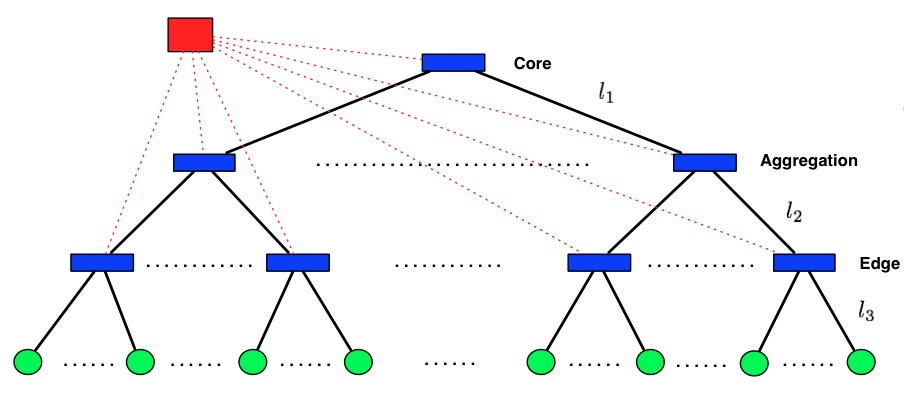 Core
l₁
Aggregation
l₂
Edge
l₃